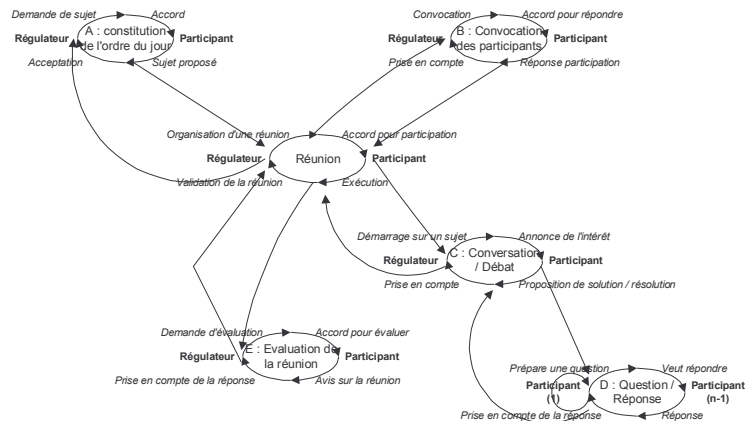 Demande de sujet
Accord
Régulateur
A : constitution
de l'ordre du jour
Participant
Acceptation
Sujet proposé
Convocation
Accord pour répondre
Régulateur
B : Convocation
des participants
Participant
Prise en compte
Réponse participation
Organisation d'une réunion
Accord pour participation
Régulateur
Réunion
Participant
Validation de la réunion
Exécution
Démarrage sur un sujet
Annonce de l'intérêt
Régulateur
C : Conversation
/ Débat
Participant
Prise en compte
Proposition de solution / résolution
Demande d'évaluation
Accord pour évaluer
Régulateur
E : Evaluation de
la réunion
Participant
Prise en compte de la réponse
Avis sur la réunion
Prépare une question
Veut répondre
Participant
(1)
D : Question /
Réponse
Participant
(n-1)
Prise en compte de la réponse
Réponse